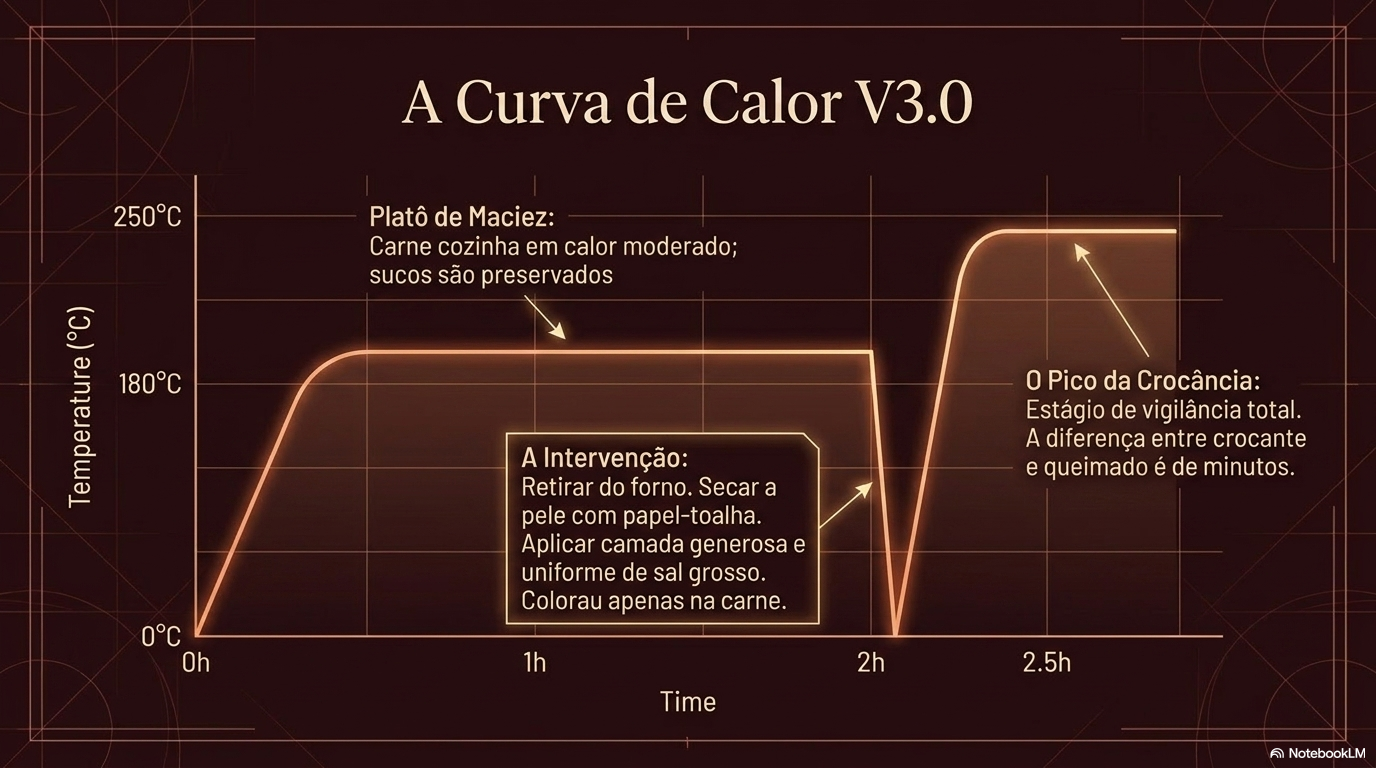 A Curva de Calor V3.0
250°C
180°C
0°C
Temperature (°C)
Platô de Maciez:
Carne cozinha em calor moderado;
sucos são preservados
A Intervenção:
Retirar do forno. Secar a
pele com papel-toalha.
Aplicar camada generosa e
uniforme de sal grosso.
Colorau apenas na carne.
O Pico da Crocância:
Estágio de vigilância total.
A diferença entre crocante
e queimado é de minutos.
0h
1h
2h
2.5h
Time
NotebookLM